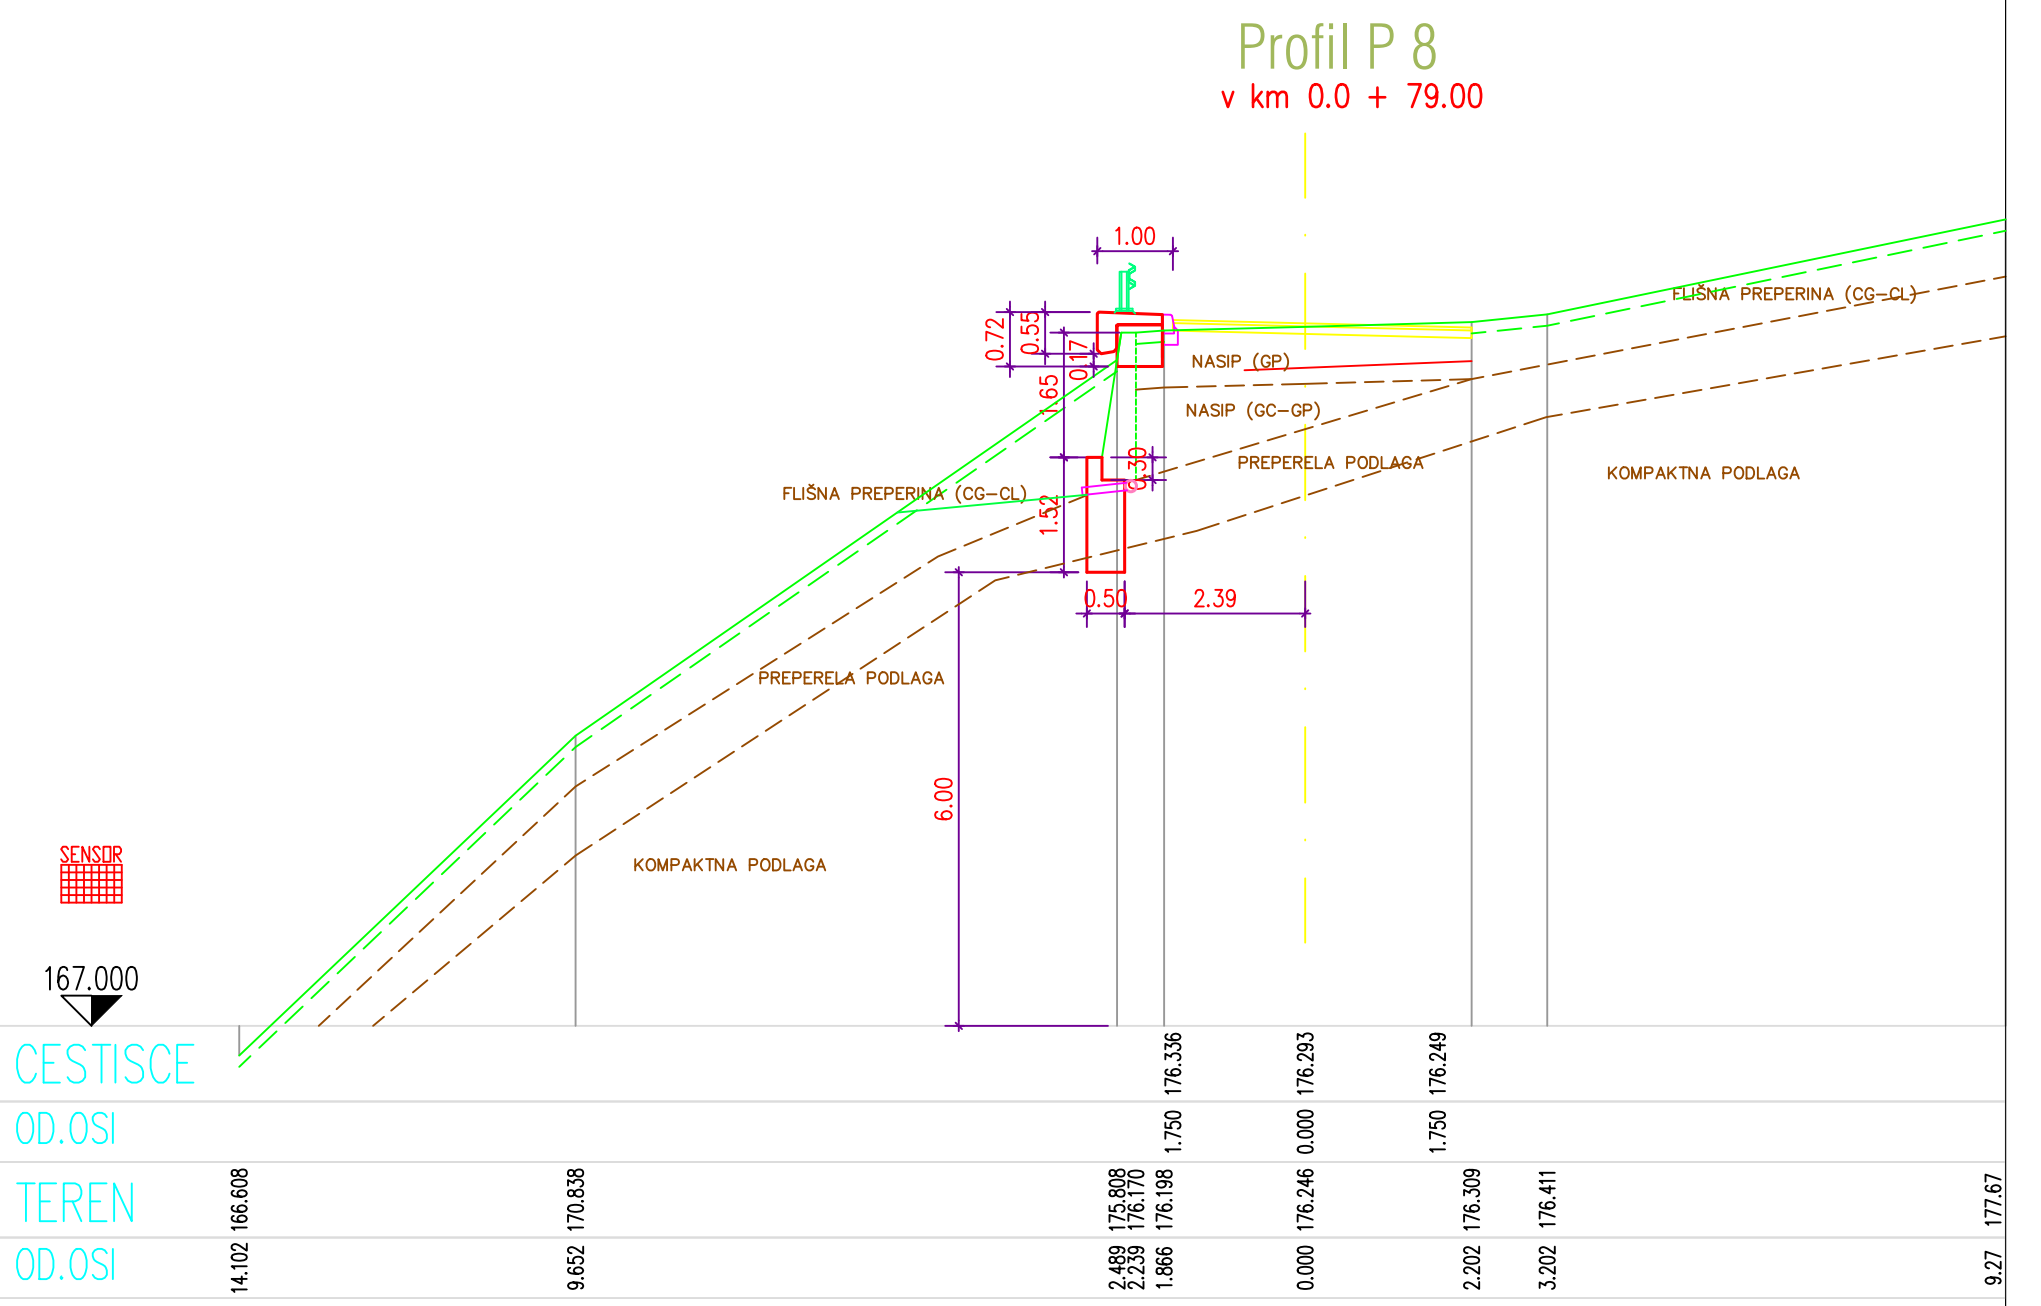 Profil P 8
v km 0.0 + 79.00
1.00
0.72
0.55
0.17
1.65
FLIŠNA PREPERINA (CG-CL)
NASIP (GP)
NASIP (GC-GP)
PREPERELA PODLAGA
KOMPAKTNA PODLAGA
0.30
FLIŠNA PREPERINA (CG-CL)
1.52
0.50
2.39
PREPERELA PODLAGA
6.00
KOMPAKTNA PODLAGA
SENSOR
167.000
CESTISCE
176.336
176.293
176.249
OD.OSI
1.750
0.000
1.750
TEREN
166.608
170.838
175.808
176.170
176.198
176.246
176.309
176.411
177.67
OD.OSI
14.102
9.652
2.489
2.239
1.866
0.000
2.202
3.202
9.27